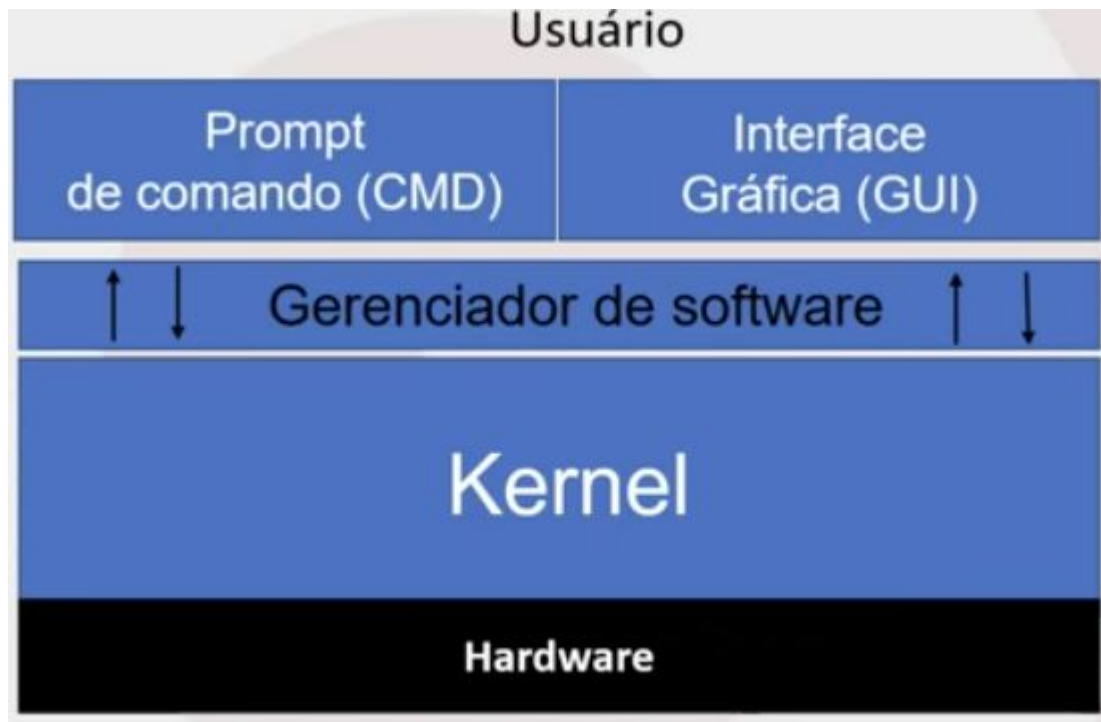 Usuário
Prompt
de comando (CMD)
Interface
Gráfica (GUI)
Gerenciador de software
Kernel
Hardware